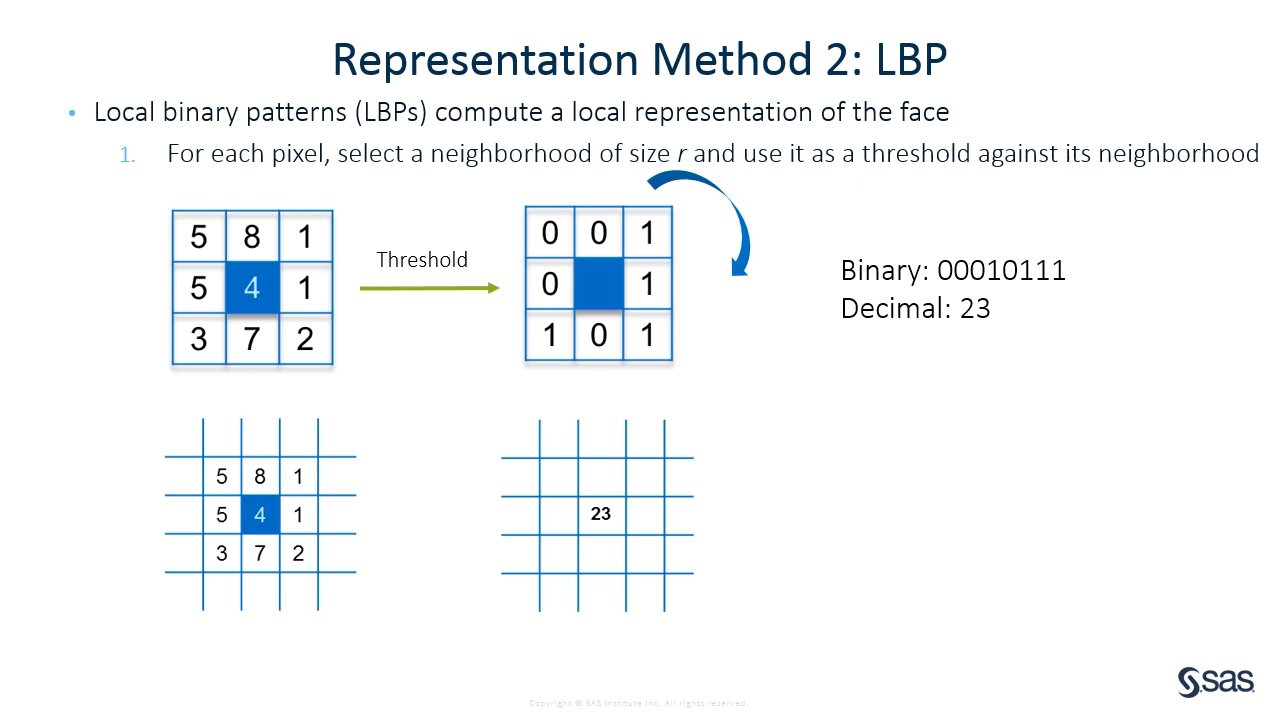 Representation Method 2: LBP
• Local binary patterns (LBPs) compute a local representation of the face
1. For each pixel, select a neighborhood of size r and use it as a threshold against its neighborhood
5 8 1
5 4 1
3 7 2
Threshold
0 0 1
0 1
1 0 1
Binary: 00010111
Decimal: 23
5 8 1
5 4 1
3 7 2
23
sas
Copyright © SAS Institute Inc. All rights reserved.